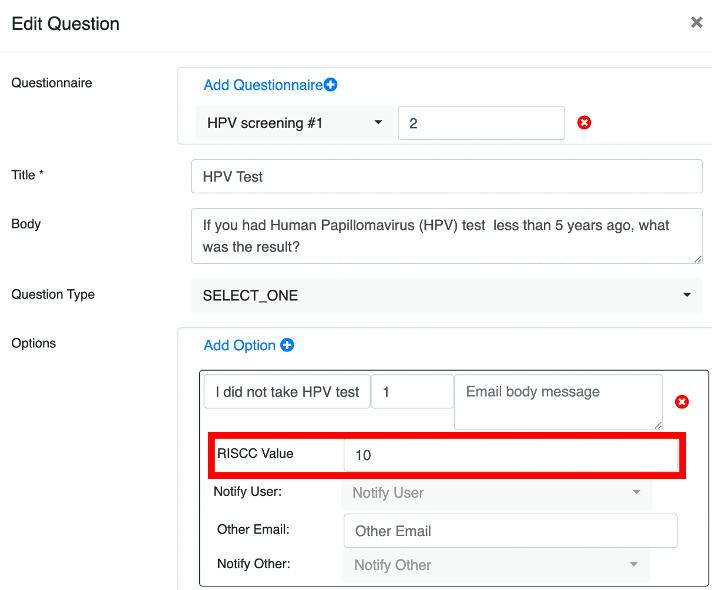 Edit Question
Questionnaire
Add Questionnaire
HPV screening #1
2
Title *
HPV Test
Body
If you had Human Papillomavirus (HPV) test less than 5 years ago, what
was the result?
Question Type
SELECT_ONE
Options
Add Option
I did not take HPV test
1
Email body message
RISCC Value
10
Notify User:
Notify User
Other Email:
Other Email
Notify Other:
Notify Other